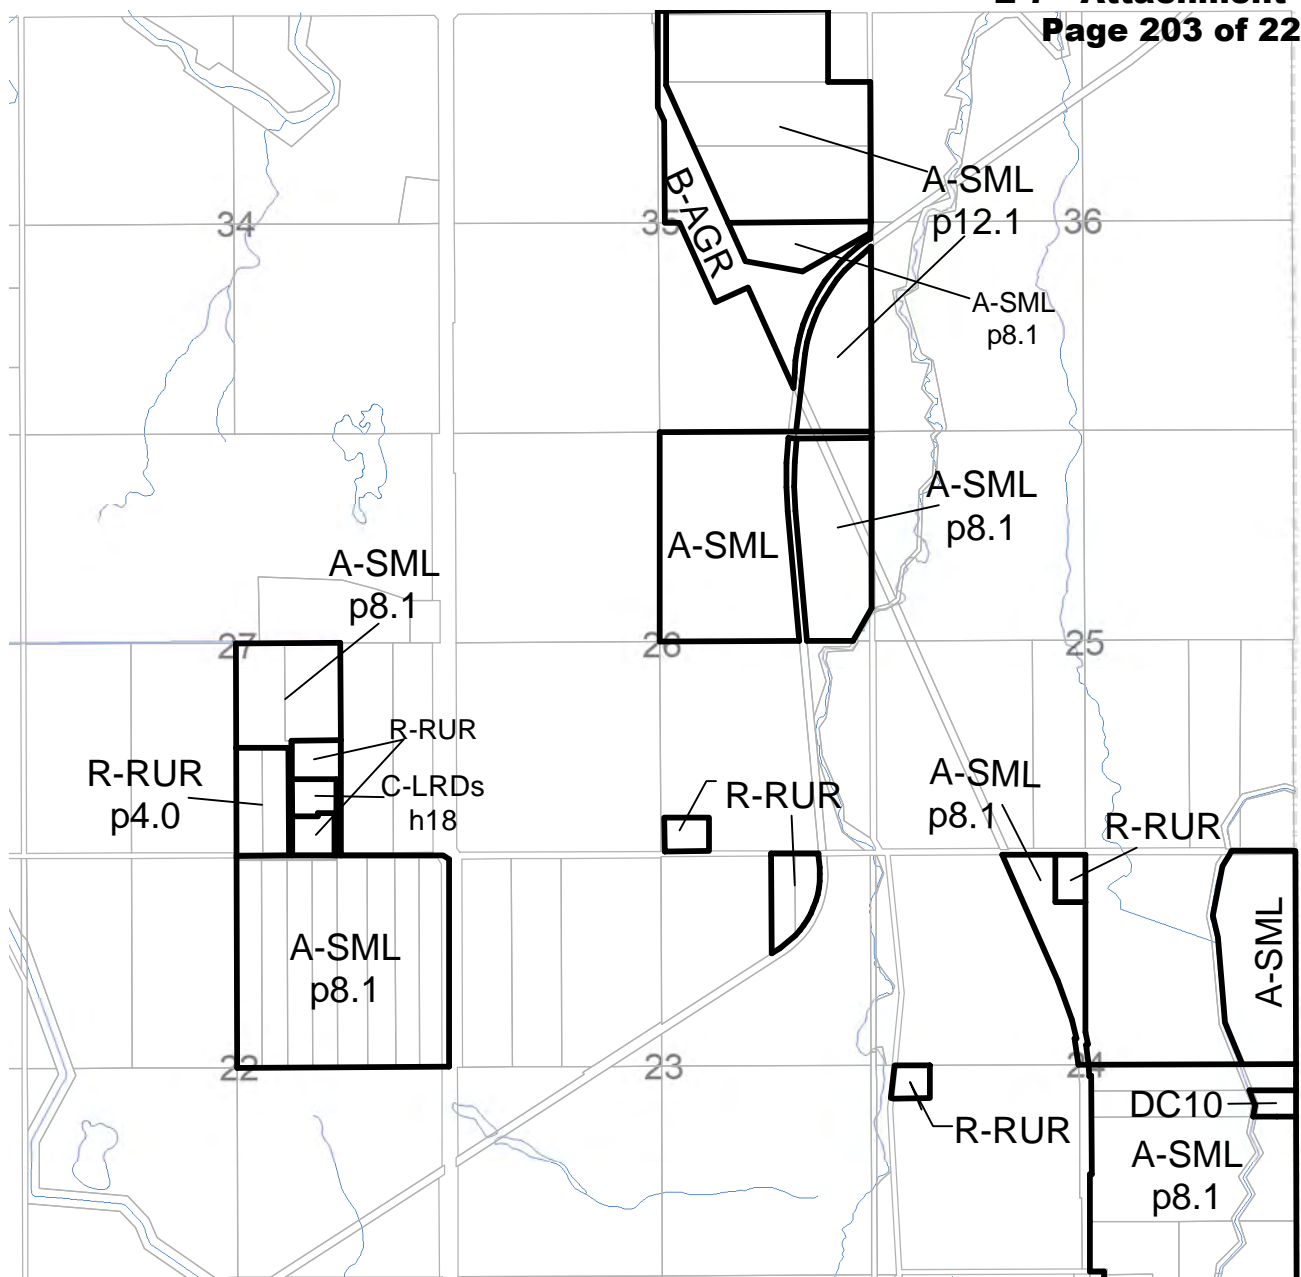 Page 203 of 22
34
35
36
B-AGR
A-SML
p12.1
A-SML
p8.1
A-SML
p8.1
A-SML
A-SML
p8.1
27
26
25
R-RUR
C-LRDs
h18
R-RUR
p4.0
R-RUR
A-SML
p8.1
R-RUR
A-SML
p8.1
A-SML
22
23
24
R-RUR
DC10
A-SML
p8.1